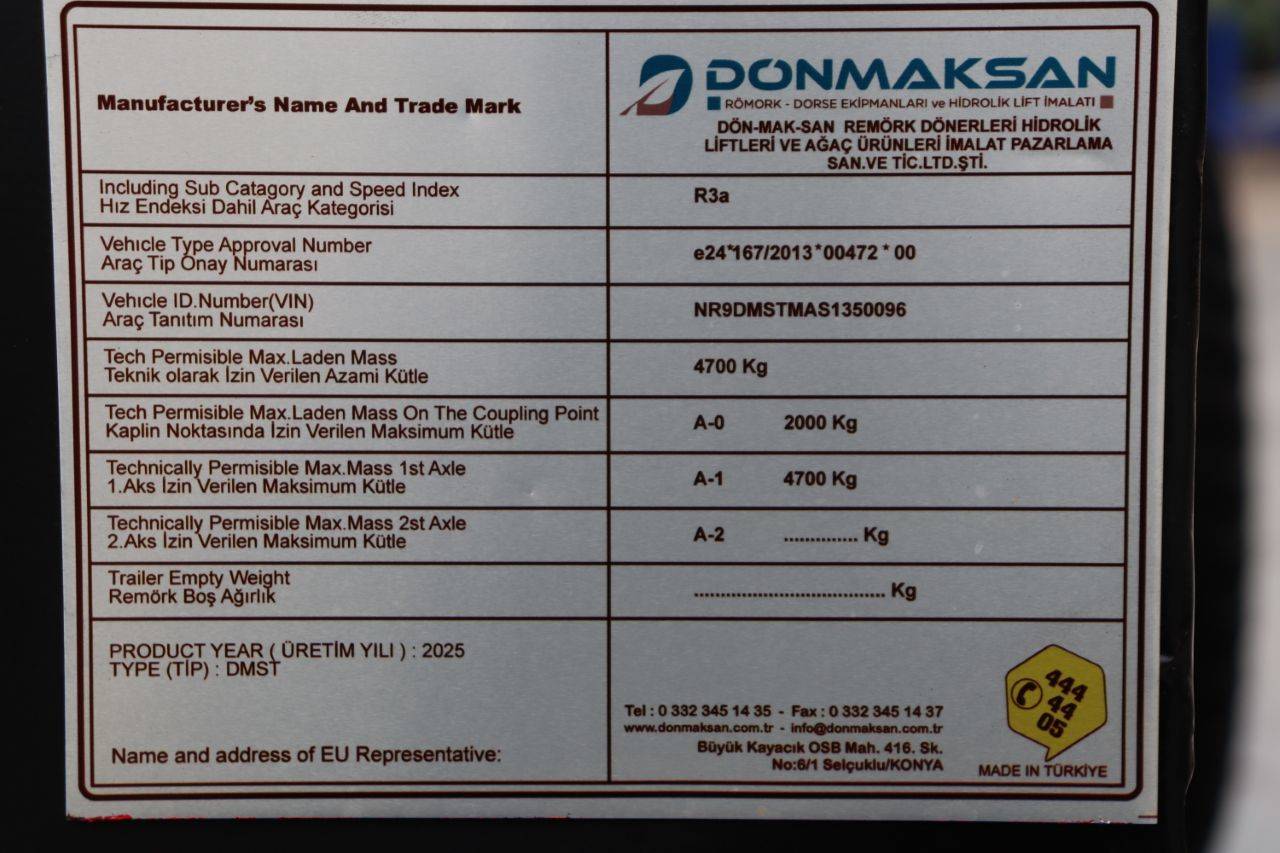 Manufacturer's Name And Trade Mark
DÖNMAKSAN
RÖMORK - DORSE EKİPMANLARI ve HİDROLİK LİFT İMALATI
DÖN-MAK-SAN REMÖRK DÖNERLERİ HİDROLİK
LİFTLERİ VE AĞAÇ ÜRÜNLERİ İMALAT PAZARLAMA
SAN.VE TİC.LTD.ŞTİ.
Including Sub Catagory and Speed Index
Hız Endeksi Dahil Araç Kategorisi
R3a
Vehıcle Type Approval Number
Araç Tip Onay Numarası
e24*167/2013*00472*00
Vehıcle ID.Number(VIN)
Araç Tanıtım Numarası
NR9DMSTMAS1350096
Tech Permisible Max.Laden Mass
Teknik olarak İzin Verilen Azami Kütle
4700 Kg
Tech Permisible Max.Laden Mass On The Coupling Point
Kaplin Noktasında İzin Verilen Maksimum Kütle
A-0 2000 Kg
Technically Permisible Max.Mass 1st Axle
1.Aks İzin Verilen Maksimum Kütle
A-1 4700 Kg
Technically Permisible Max.Mass 2st Axle
2.Aks İzin Verilen Maksimum Kütle
A-2 .............. Kg
Trailer Empty Weight
Remörk Boş Ağırlık
.................................... Kg
PRODUCT YEAR ( ÜRETİM YILI ) : 2025
TYPE (TİP) : DMST
Name and address of EU Representative:
Tel : 0 332 345 14 35 - Fax : 0 332 345 14 37
www.donmaksan.com.tr - info@donmaksan.com.tr
Büyük Kayacık OSB Mah. 416. Sk.
No:6/1 Selçuklu/KONYA
444
44
05
MADE IN TÜRKİYE